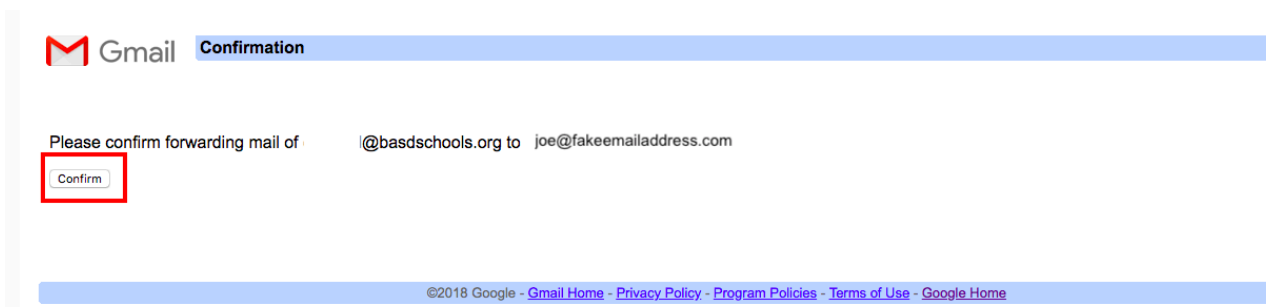 Gmail Confirmation
Please confirm forwarding mail of @basdschools.org to joe@fakeemailaddress.com
Confirm
©2018 Google - Gmail Home - Privacy Policy - Program Policies - Terms of Use - Google Home